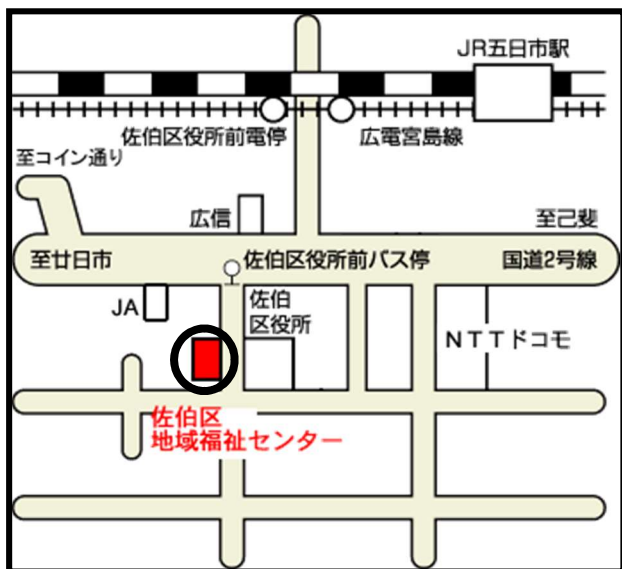 JR五日市駅
佐伯区役所前電停
広電宮島線
至コイン通り
広信
至己斐
至廿日市
佐伯区役所前バス停
国道2号線
JA
佐伯
区役所
NTTドコモ
佐伯区
地域福祉センター